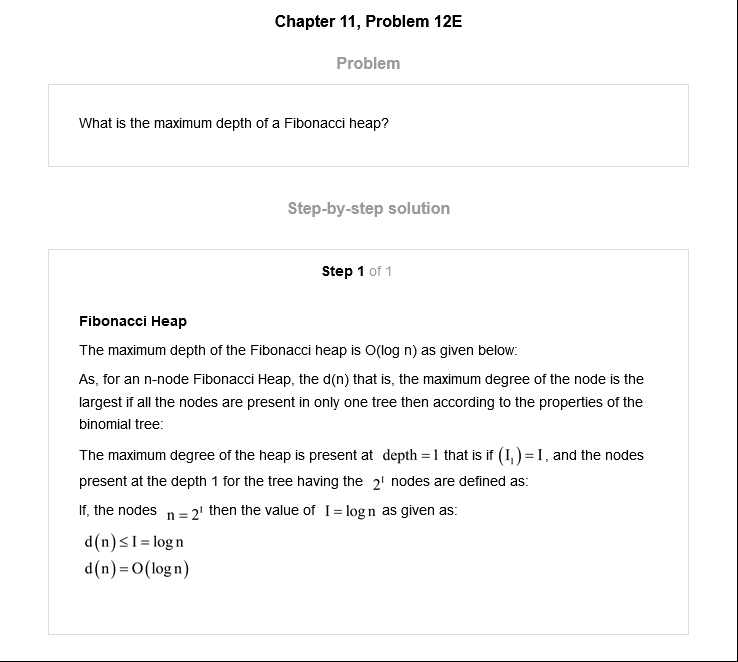 Chapter 11, Problem 12E
Problem
What is the maximum depth of a Fibonacci heap?
Step-by-step solution
Step 1 of 1
Fibonacci Heap
The maximum depth of the Fibonacci heap is O(log n) as given below:
As, for an n-node Fibonacci Heap, the d(n) that is, the maximum degree of the node is the
largest if all the nodes are present in only one tree then according to the properties of the
binomial tree:
The maximum degree of the heap is present at depth = 1 that is if (I₁) = I, and the nodes
present at the depth 1 for the tree having the 2ᴵ nodes are defined as:
If, the nodes n = 2ᴵ then the value of I = log n as given as:
d(n) ≤ I = log n
d(n) = O(log n)